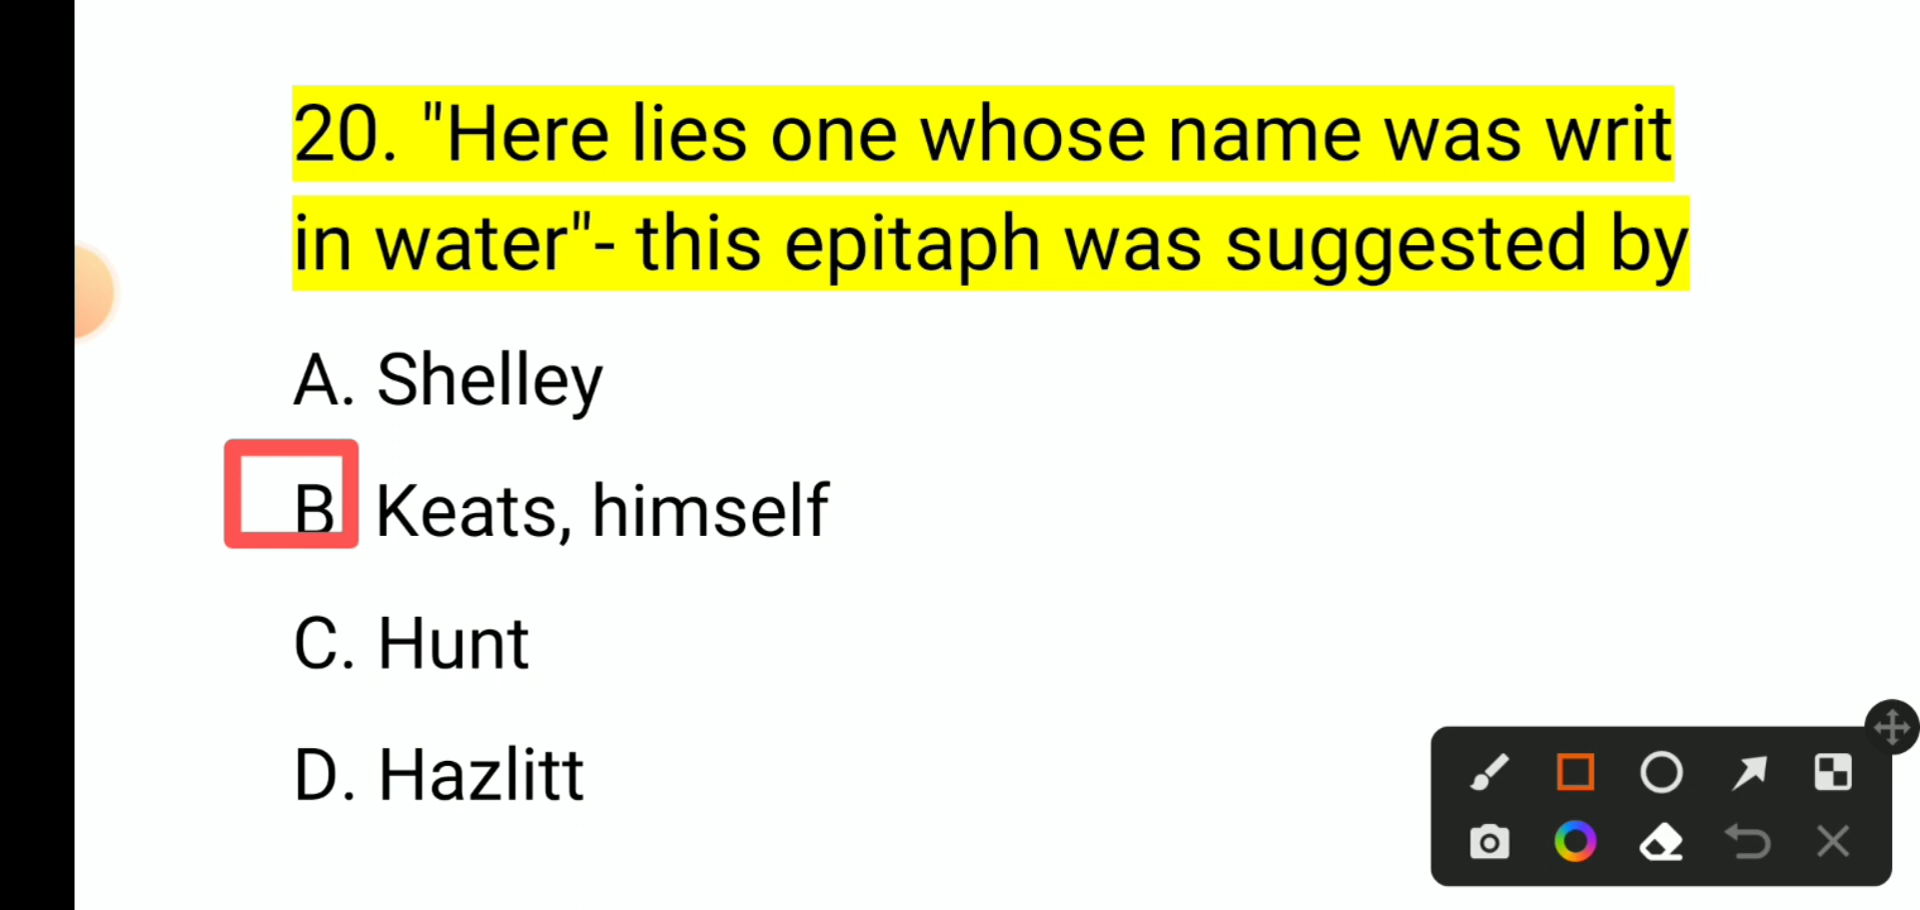 20. "Here lies one whose name was writ
in water"- this epitaph was suggested by
A. Shelley
B Keats, himself
C. Hunt
D. Hazlitt